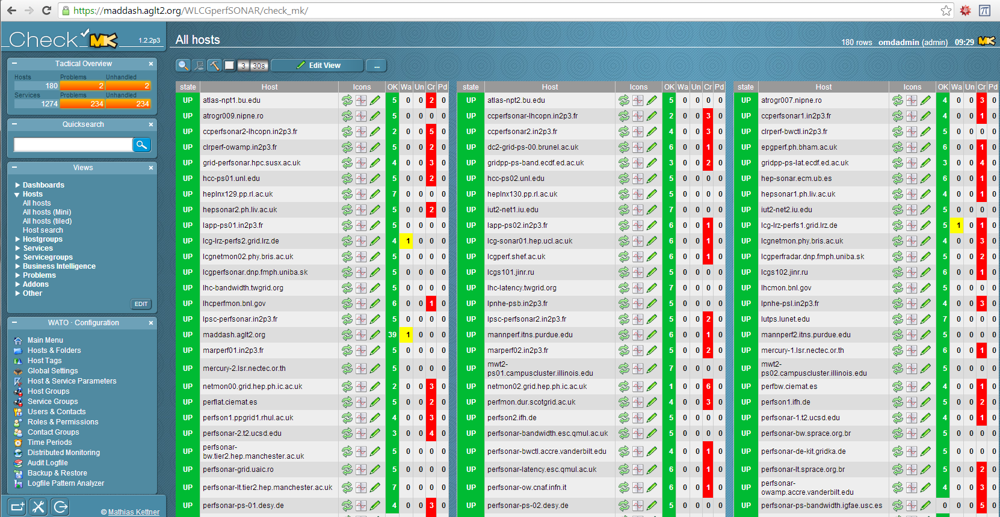 https://maddash.aglt2.org/WLCGperfSONAR/check_mk/
Check MK 1.2.2p3
All hosts
180 rows omdadmin (admin) 09:29
Tactical Overview
Hosts Problems Unhandled
180 2 2
Services Problems Unhandled
1274 234 234
Quicksearch
Views
Dashboards
Hosts
All hosts
All hosts (Mini)
All hosts (tiled)
Host search
Hostgroups
Services
Servicegroups
Business Intelligence
Problems
Addons
Other
EDIT
WATO · Configuration
Main Menu
Hosts & Folders
Host Tags
Global Settings
Host & Service Parameters
Host Groups
Service Groups
Users & Contacts
Roles & Permissions
Contact Groups
Time Periods
Distributed Monitoring
Audit Logfile
Backup & Restore
Logfile Pattern Analyzer
© Mathias Kettner
3 30s Edit View ...
state Host Icons OK Wa Un Cr Pd state Host Icons OK Wa Un Cr Pd state Host Icons OK Wa Un Cr Pd
UP atlas-npt1.bu.edu 5 0 0 2 0 UP atlas-npt2.bu.edu 5 0 0 0 0 UP atrogr007.nipne.ro 4 0 0 3 0
UP atrogr009.nipne.ro 5 0 0 0 0 UP ccperfsonar-lhcopn.in2p3.fr 2 0 0 3 0 UP ccperfsonar1.in2p3.fr 4 0 0 1 0
UP ccperfsonar2-lhcopn.in2p3.fr 2 0 0 5 0 UP ccperfsonar2.in2p3.fr 4 0 0 3 0 UP clrperf-bwctl.in2p3.fr 5 0 0 0 0
UP clrperf-owamp.in2p3.fr 5 0 0 2 0 UP dc2-grid-ps-00.brunel.ac.uk 6 0 0 1 0 UP epgperf.ph.bham.ac.uk 6 0 0 1 0
UP grid-perfsonar.hpc.susx.ac.uk 4 0 0 3 0 UP gridpp-ps-band.ecdf.ed.ac.uk 3 0 0 2 0 UP gridpp-ps-lat.ecdf.ed.ac.uk 3 0 0 4 0
UP hcc-ps01.unl.edu 5 0 0 2 0 UP hcc-ps02.unl.edu 5 0 0 0 0 UP hep-sonar.ecm.ub.es 6 0 0 1 0
UP heplnx129.pp.rl.ac.uk 7 0 0 0 0 UP heplnx130.pp.rl.ac.uk 5 0 0 0 0 UP hepsonar1.ph.liv.ac.uk 4 0 0 1 0
UP hepsonar2.ph.liv.ac.uk 5 0 0 2 0 UP iut2-net1.iu.edu 7 0 0 0 0 UP iut2-net2.iu.edu 5 0 0 0 0
UP lapp-ps01.in2p3.fr 5 0 0 0 0 UP lapp-ps02.in2p3.fr 6 0 0 1 0 UP lcg-lrz-perfs1.grid.lrz.de 5 1 0 1 0
UP lcg-lrz-perfs2.grid.lrz.de 4 1 0 0 0 UP lcg-sonar01.hep.ucl.ac.uk 6 0 0 1 0 UP lcgnetmon.phy.bris.ac.uk 4 0 0 3 0
UP lcgnetmon02.phy.bris.ac.uk 5 0 0 0 0 UP lcgperf.shef.ac.uk 6 0 0 1 0 UP lcgperfradar.dnp.fmph.uniba.sk 5 0 0 2 0
UP lcgperfsonar.dnp.fmph.uniba.sk 5 0 0 0 0 UP lcgs101.jinr.ru 5 0 0 0 0 UP lcgs102.jinr.ru 6 0 0 1 0
UP lhc-bandwidth.twgrid.org 5 0 0 0 0 UP lhc-latency.twgrid.org 7 0 0 0 0 UP lhcmon.bnl.gov 5 0 0 0 0
UP lhcperfmon.bnl.gov 6 0 0 1 0 UP lpnhe-psb.in2p3.fr 5 0 0 0 0 UP lpnhe-psl.in2p3.fr 4 0 0 3 0
UP lpsc-perfsonar.in2p3.fr 5 0 0 0 0 UP lpsc-perfsonar2.in2p3.fr 5 0 0 2 0 UP lutps.lunet.edu 7 0 0 0 0
UP maddash.aglt2.org 39 1 0 0 0 UP mannperf.itns.purdue.edu 6 0 0 1 0 UP mannperf2.itns.purdue.edu 5 0 0 0 0
UP marperf01.in2p3.fr 5 0 0 0 0 UP marperf02.in2p3.fr 5 0 0 2 0 UP mercury-1.lsr.nectec.or.th 6 0 0 1 0
UP mercury-2.lsr.nectec.or.th 5 0 0 0 0 UP mwt2-ps01.campuscluster.illinois.edu 7 0 0 0 0 UP mwt2-ps02.campuscluster.illinois.edu 5 0 0 0 0
UP netmon00.grid.hep.ph.ic.ac.uk 2 0 0 3 0 UP netmon02.grid.hep.ph.ic.ac.uk 1 0 0 6 0 UP perfbw.ciemat.es 4 0 0 1 0
UP perflat.ciemat.es 5 0 0 2 0 UP perfmon.dur.scotgrid.ac.uk 4 0 0 3 0 UP perfson1.ifh.de 5 0 0 2 0
UP perfson1.ppgrid1.rhul.ac.uk 4 0 0 3 0 UP perfson2.ifh.de 5 0 0 0 0 UP perfsonar-1.t2.ucsd.edu 4 0 0 1 0
UP perfsonar-2.t2.ucsd.edu 3 0 0 4 0 UP perfsonar-bandwidth.esc.qmul.ac.uk 5 0 0 0 0 UP perfsonar-bw.sprace.org.br 5 0 0 0 0
UP perfsonar-bw.tier2.hep.manchester.ac.uk 5 0 0 0 0 UP perfsonar-bwctl.accre.vanderbilt.edu 4 0 0 1 0 UP perfsonar-de-kit.gridka.de 5 0 0 0 0
UP perfsonar-grid.uaic.ro 5 0 0 0 0 UP perfsonar-latency.esc.qmul.ac.uk 6 0 0 1 0 UP perfsonar-lt.sprace.org.br 5 0 0 2 0
UP perfsonar-lt.tier2.hep.manchester.ac.uk 7 0 0 0 0 UP perfsonar-ow.cnaf.infn.it 6 0 0 1 0 UP perfsonar-owamp.accre.vanderbilt.edu 4 0 0 3 0
UP perfsonar-ps-01.desy.de 4 0 0 3 0 UP perfsonar-ps-02.desy.de 5 0 0 0 0 UP perfsonar-ps-bandwidth.igfae.usc.es 0 0 0 5 0